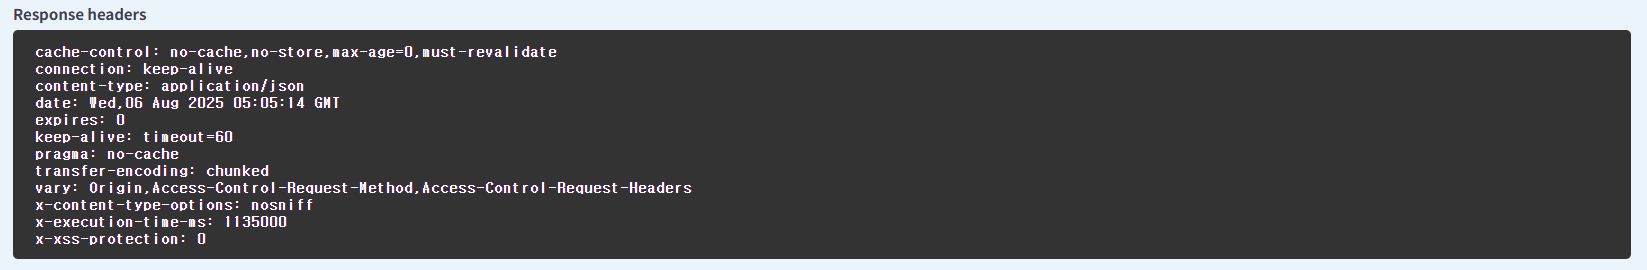 Response headers
cache-control: no-cache,no-store,max-age=0,must-revalidate
connection: keep-alive
content-type: application/json
date: Wed,06 Aug 2025 05:05:14 GMT
expires: 0
keep-alive: timeout=60
pragma: no-cache
transfer-encoding: chunked
vary: Origin,Access-Control-Request-Method,Access-Control-Request-Headers
x-content-type-options: nosniff
x-execution-time-ms: 1135000
x-xss-protection: 0